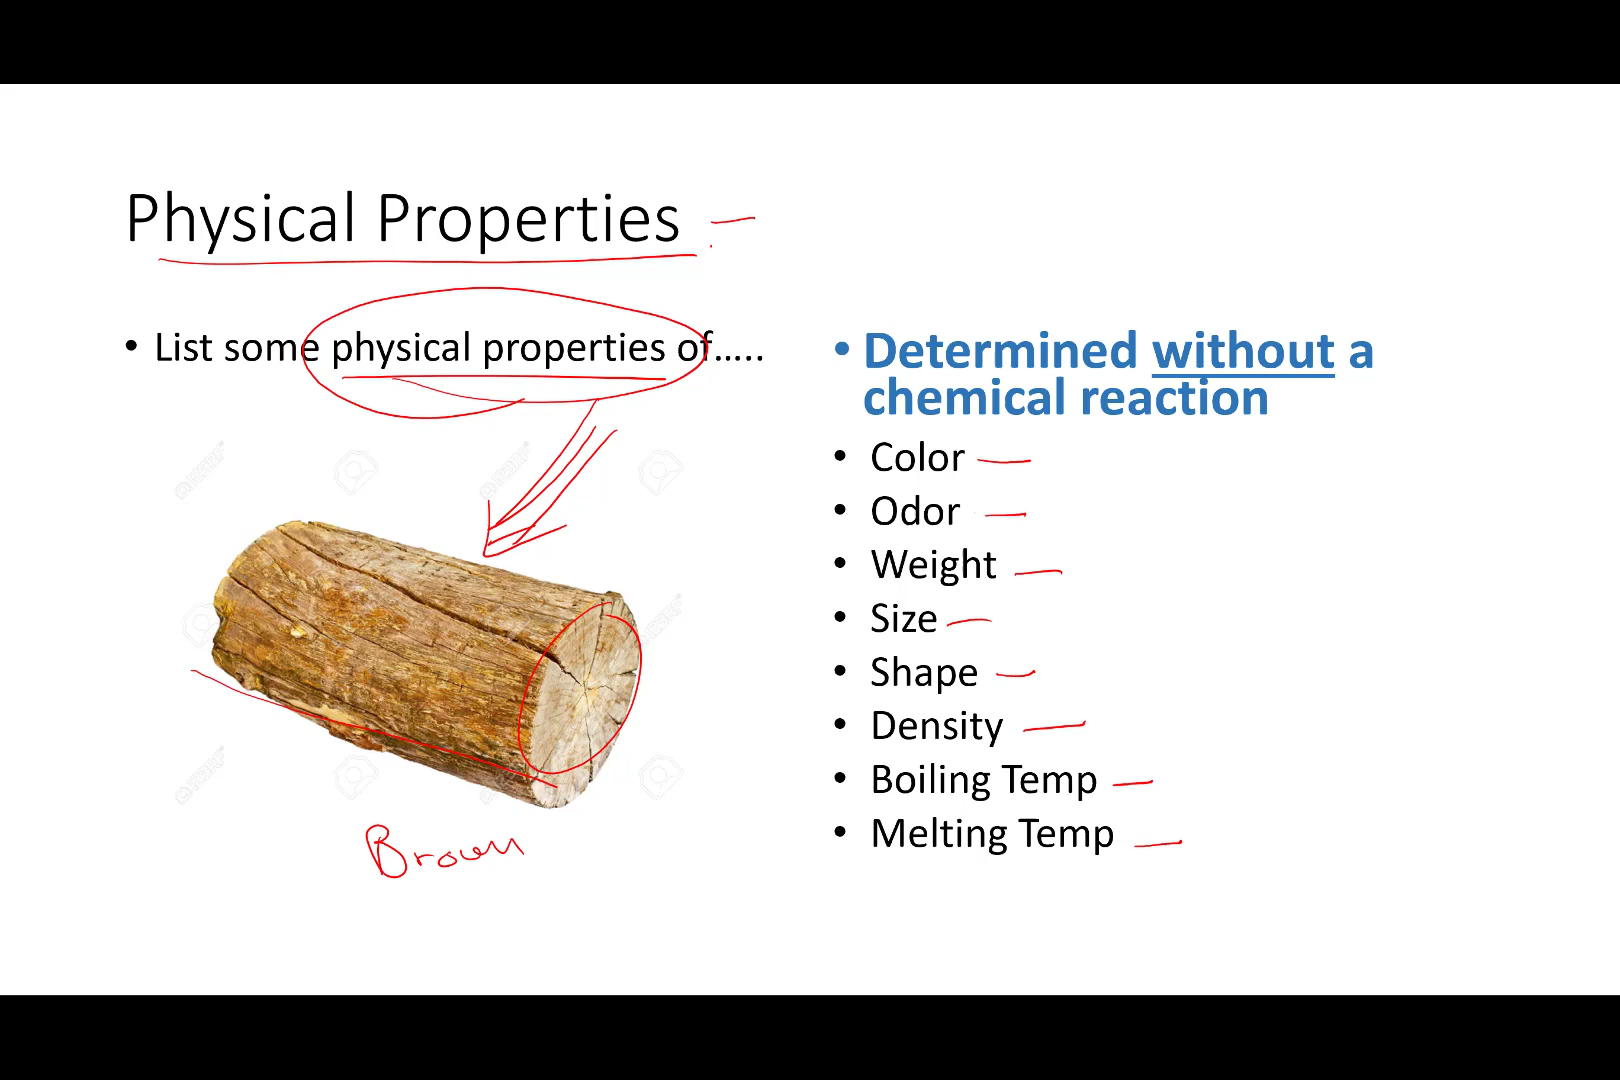 Physical Properties
• List some physical properties of.....
Brown
• Determined without a
chemical reaction
• Color
• Odor
• Weight
• Size
• Shape
• Density
• Boiling Temp
• Melting Temp